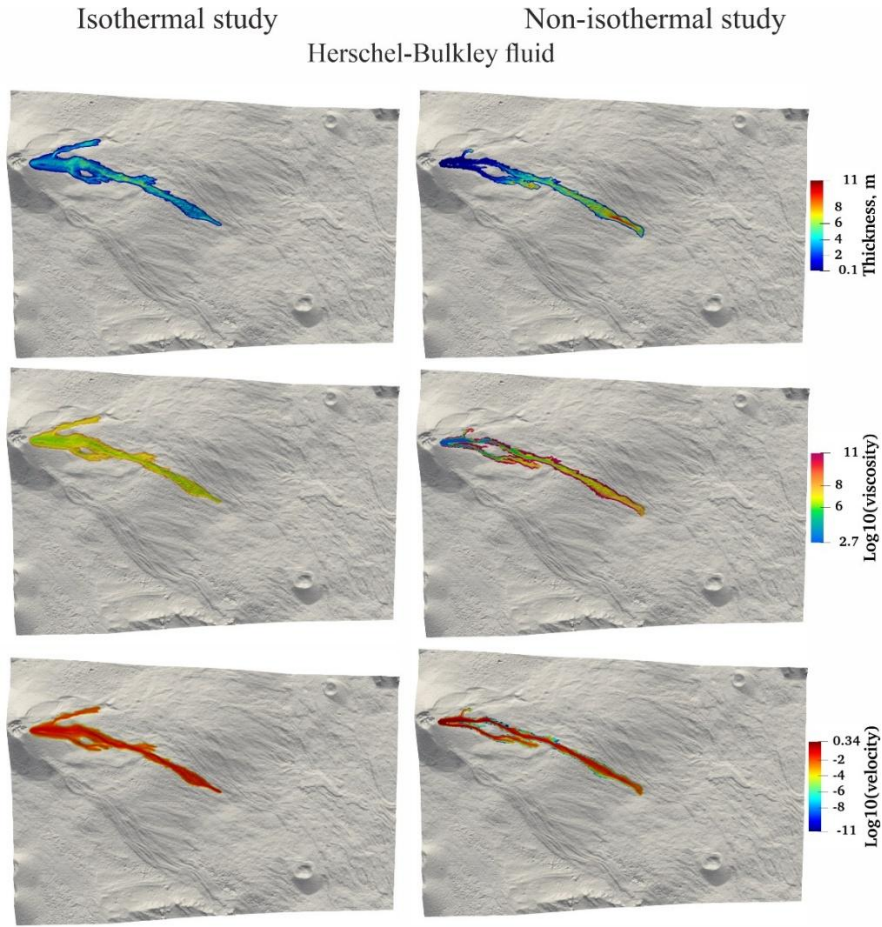 Isothermal study
Non-isothermal study
Herschel-Bulkley fluid
11
8
6
4
2
0.1
Thickness, m
11
8
6
2.7
Log10(viscosity)
0.34
-2
-4
-6
-8
-11
Log10(velocity)